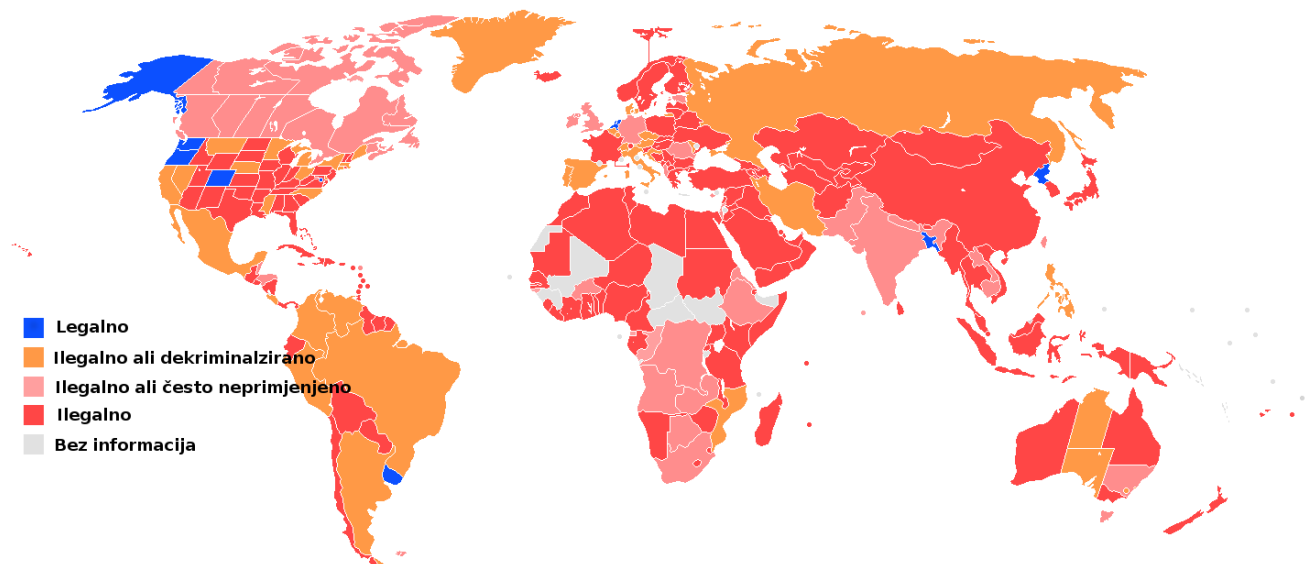 Legalno
Ilegalno ali dekriminalzirano
Ilegalno ali često neprimjenjeno
Ilegalno
Bez informacija